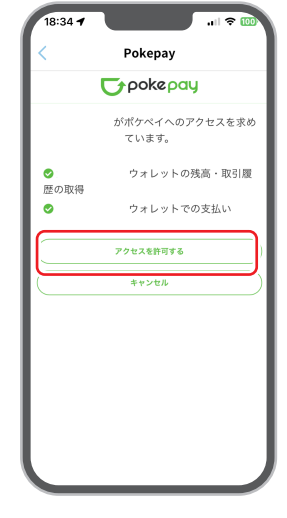 18:34
100
Pokepay
pokepay
がポケペイへのアクセスを求め
ています。
ウォレットの残高・取引履
歴の取得
ウォレットでの支払い
アクセスを許可する
キャンセル